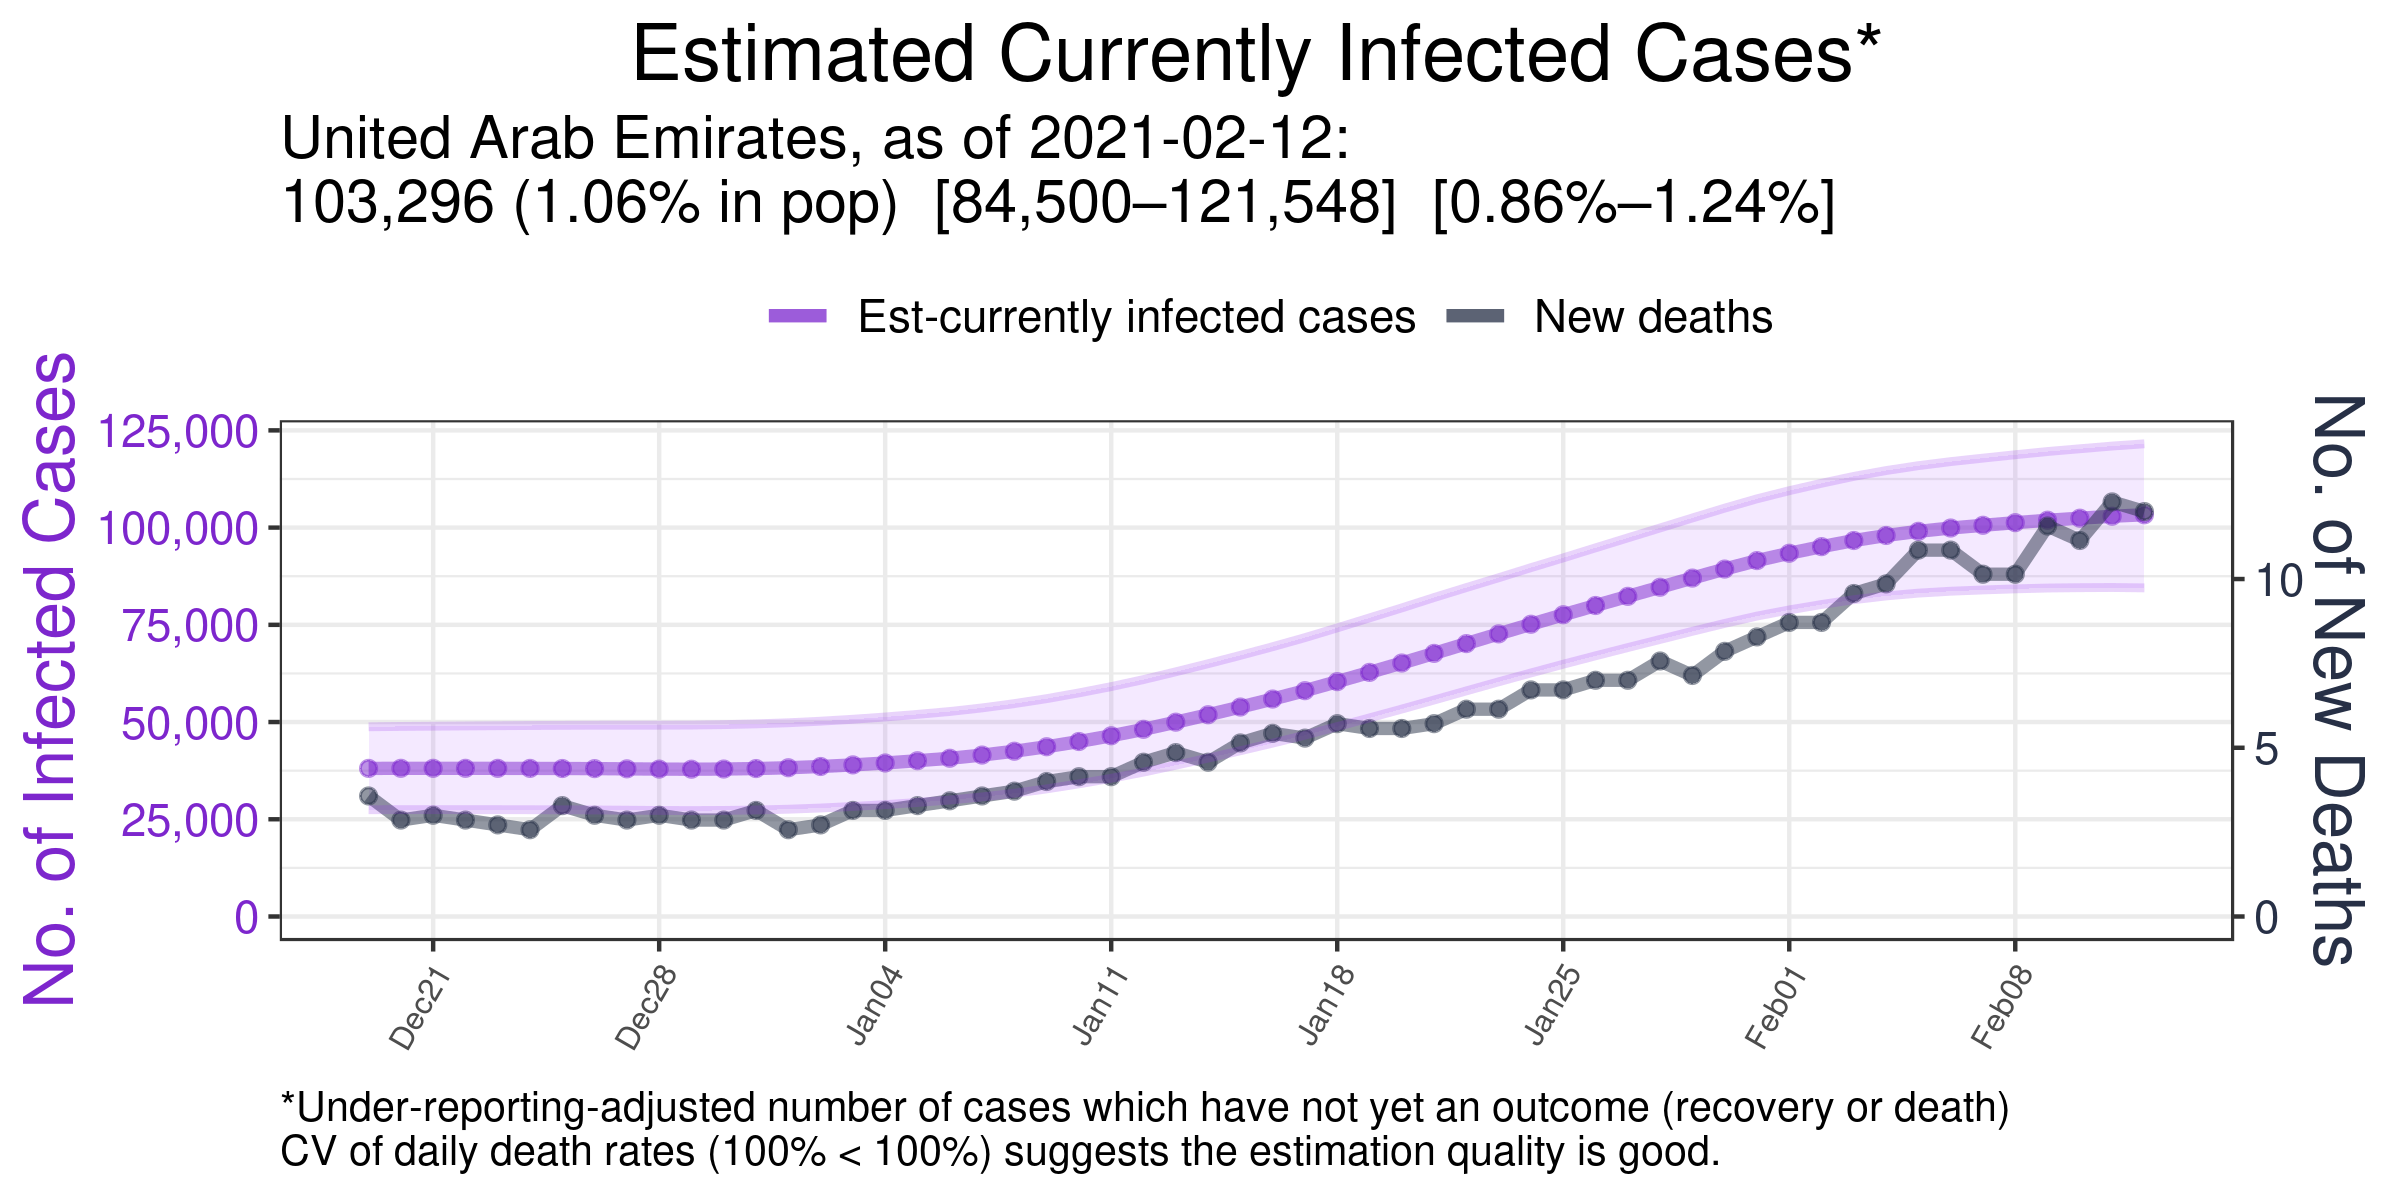 Estimated Currently Infected Cases*
United Arab Emirates, as of 2021-02-12:
103,296 (1.06% in pop)  [84,500–121,548]  [0.86%–1.24%]
Est-currently infected cases
New deaths
No. of Infected Cases
125,000
100,000
75,000
50,000
25,000
0
No. of New Deaths
10
5
0
Dec21
Dec28
Jan04
Jan11
Jan18
Jan25
Feb01
Feb08
*Under-reporting-adjusted number of cases which have not yet an outcome (recovery or death)
CV of daily death rates (100% < 100%) suggests the estimation quality is good.